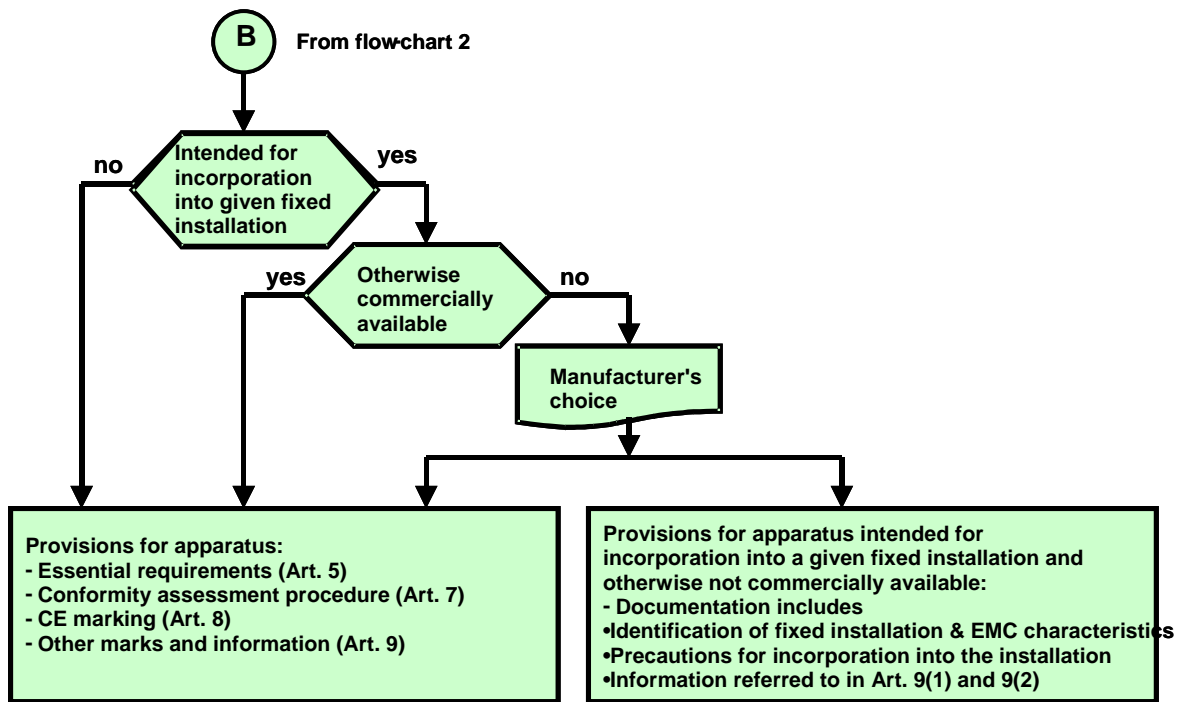 B
From flow-chart 2
no
yes
Intended for
incorporation
into given fixed
installation
yes
no
Otherwise
commercially
available
Manufacturer's
choice
Provisions for apparatus:
- Essential requirements (Art. 5)
- Conformity assessment procedure (Art. 7)
- CE marking (Art. 8)
- Other marks and information (Art. 9)
Provisions for apparatus intended for
incorporation into a given fixed installation and
otherwise not commercially available:
- Documentation includes
•Identification of fixed installation & EMC characteristics
•Precautions for incorporation into the installation
•Information referred to in Art. 9(1) and 9(2)